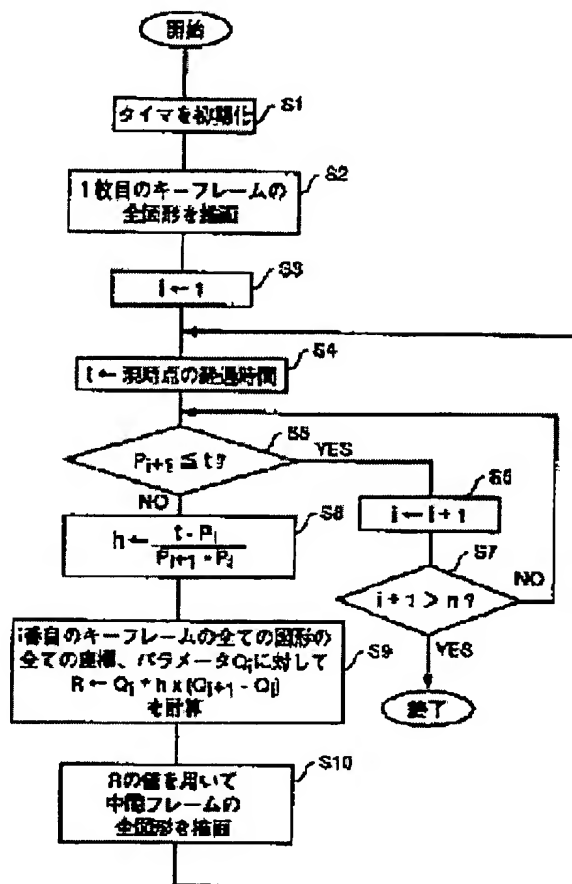 開始
タイマを初期化
S1
1枚目のキーフレームの
全図形を描画
S2
i ← 1
S3
t ← 現時点の経過時間
S4
P_{i+1} ≦ t?
S5
YES
NO
i ← i + 1
S6
i + 1 > n?
S7
NO
YES
終了
h ← (t - P_i) / (P_{i+1} - P_i)
S8
i番目のキーフレームの全ての図形の
全ての座標、パラメータQ_iに対して
R ← Q_i + h x (Q_{i+1} - Q_i)
を計算
S9
Rの値を用いて
中間フレームの
全図形を描画
S10